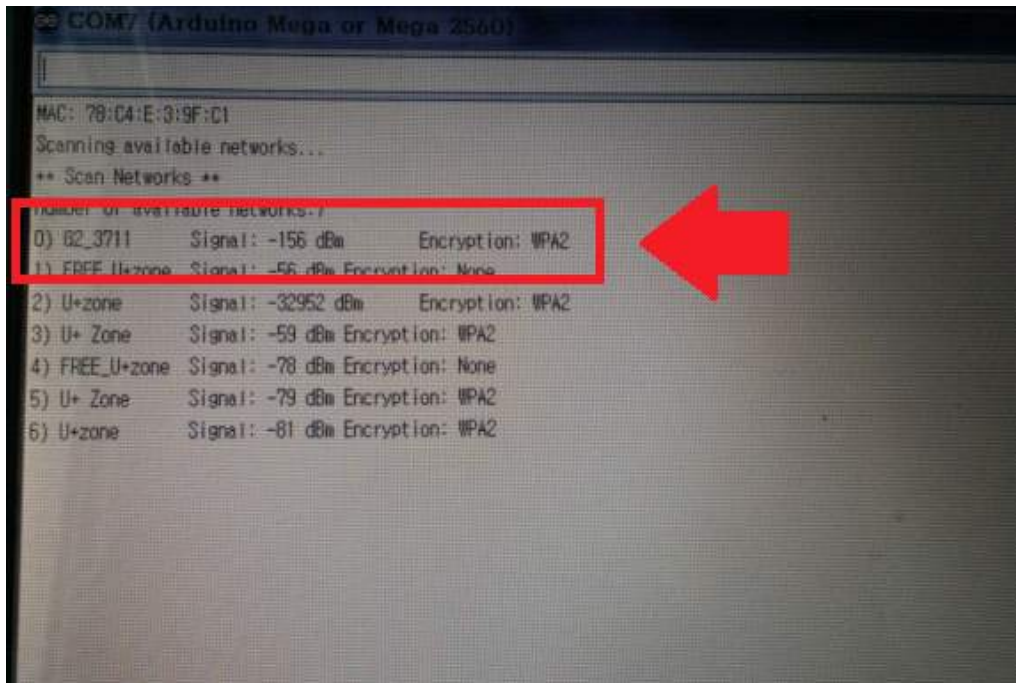 COM7 (Arduino Mega or Mega 2560)
MAC: 78:C4:E:3:9F:C1
Scanning available networks...
** Scan Networks **
number of available networks:7
0) G2_3711 Signal: -156 dBm Encryption: WPA2
1) FREE_U+zone Signal: -56 dBm Encryption: None
2) U+zone Signal: -32952 dBm Encryption: WPA2
3) U+ Zone Signal: -59 dBm Encryption: WPA2
4) FREE_U+zone Signal: -78 dBm Encryption: None
5) U+ Zone Signal: -79 dBm Encryption: WPA2
6) U+zone Signal: -81 dBm Encryption: WPA2